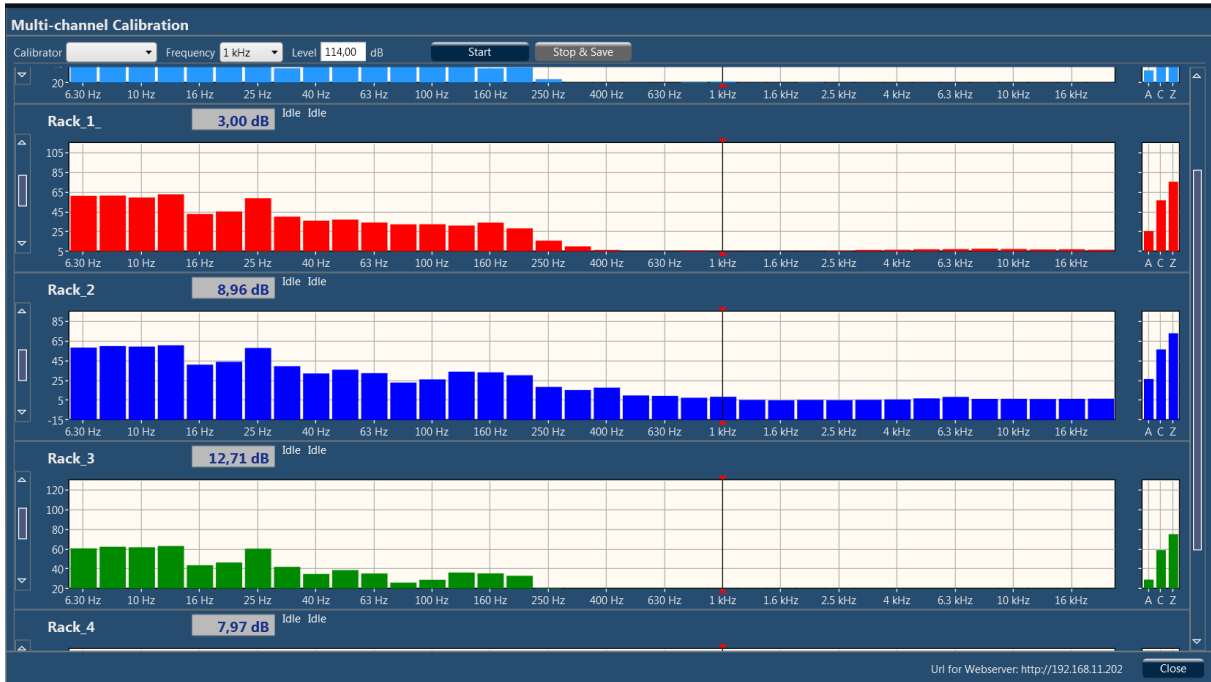 Multi-channel Calibration
Calibrator Frequency 1 kHz Level 114,00 dB Start Stop & Save
20
6.30 Hz 10 Hz 16 Hz 25 Hz 40 Hz 63 Hz 100 Hz 160 Hz 250 Hz 400 Hz 630 Hz 1 kHz 1.6 kHz 2.5 kHz 4 kHz 6.3 kHz 10 kHz 16 kHz A C Z
Rack_1_ 3,00 dB Idle Idle
105
85
65
45
25
5
6.30 Hz 10 Hz 16 Hz 25 Hz 40 Hz 63 Hz 100 Hz 160 Hz 250 Hz 400 Hz 630 Hz 1 kHz 1.6 kHz 2.5 kHz 4 kHz 6.3 kHz 10 kHz 16 kHz A C Z
Rack_2 8,96 dB Idle Idle
85
65
45
25
5
-15
6.30 Hz 10 Hz 16 Hz 25 Hz 40 Hz 63 Hz 100 Hz 160 Hz 250 Hz 400 Hz 630 Hz 1 kHz 1.6 kHz 2.5 kHz 4 kHz 6.3 kHz 10 kHz 16 kHz A C Z
Rack_3 12,71 dB Idle Idle
120
100
80
60
40
20
6.30 Hz 10 Hz 16 Hz 25 Hz 40 Hz 63 Hz 100 Hz 160 Hz 250 Hz 400 Hz 630 Hz 1 kHz 1.6 kHz 2.5 kHz 4 kHz 6.3 kHz 10 kHz 16 kHz A C Z
Rack_4 7,97 dB Idle Idle
Url for Webserver: http://192.168.11.202 Close